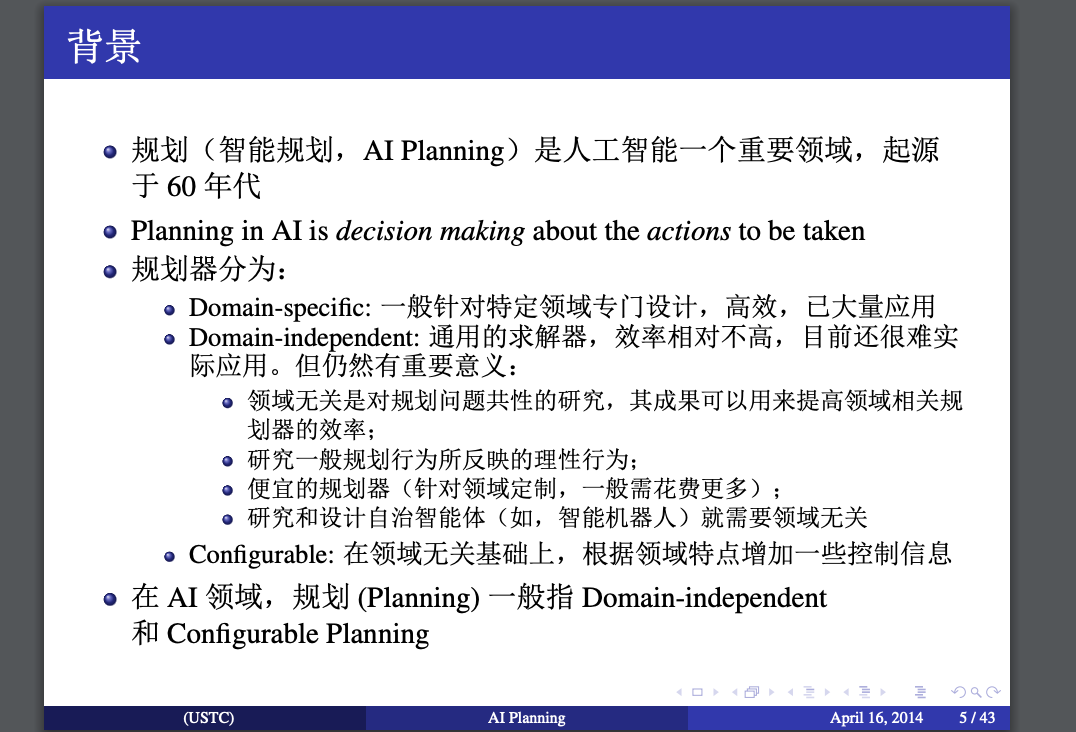 背景
规划（智能规划，AI Planning）是人工智能一个重要领域，起源
于 60 年代
Planning in AI is decision making about the actions to be taken
规划器分为：
Domain-specific: 一般针对特定领域专门设计，高效，已大量应用
Domain-independent: 通用的求解器，效率相对不高，目前还很难实
际应用。但仍然有重要意义：
领域无关是对规划问题共性的研究，其成果可以用来提高领域相关规
划器的效率；
研究一般规划行为所反映的理性行为；
便宜的规划器（针对领域定制，一般需花费更多）；
研究和设计自治智能体（如，智能机器人）就需要领域无关
Configurable: 在领域无关基础上，根据领域特点增加一些控制信息
在 AI 领域，规划 (Planning) 一般指 Domain-independent
和 Configurable Planning
(USTC) AI Planning April 16, 2014 5 / 43